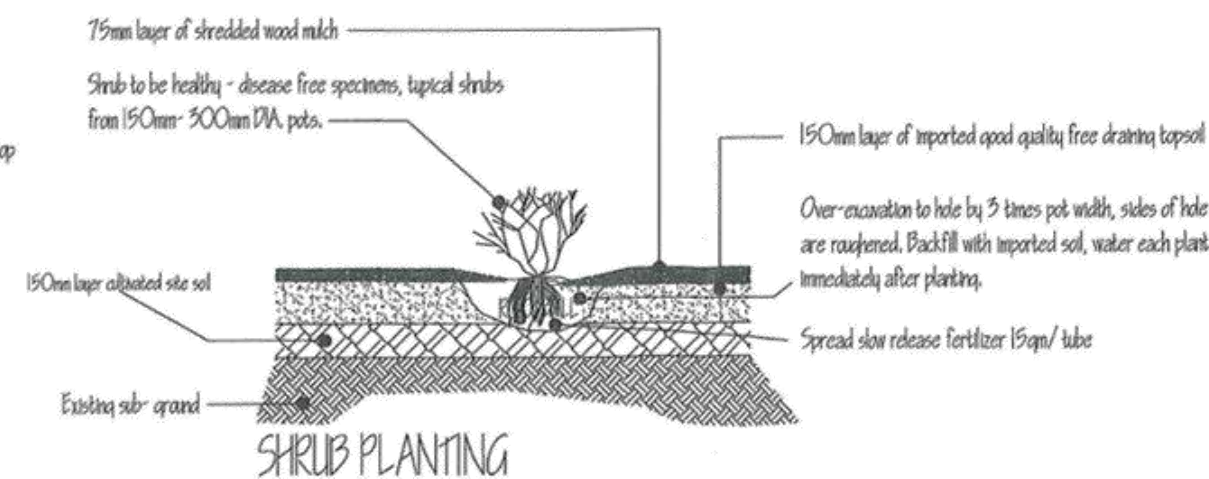 75mm layer of shredded wood mulch
Shrub to be healthy - disease free specimens, typical shrubs
from 150mm- 300mm DIA. pots.
op
150mm layer of imported good quality free draining topsoil
Over-excavation to hole by 3 times pot width, sides of hole
are roughened. Backfill with imported soil, water each plant
immediately after planting.
150mm layer cultivated site soil
Spread slow release fertilizer 15gm/ tube
Existing sub- ground
SHRUB PLANTING